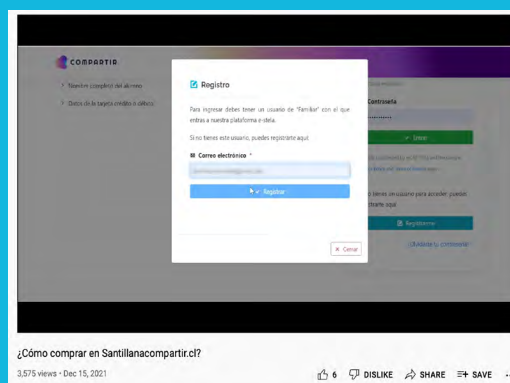 COMPARTIR
Nombre completo del alumno
Datos de la tarjeta crédito o débito
Registro
Para ingresar debes tener un usuario de "Familiar" con el que
entras a nuestra plataforma e-stela.
Si no tienes este usuario, puedes registrarte aquí:
Correo electrónico *
Registrar
Cerrar
Contraseña
Entrar
Registrarme
¿Cómo comprar en Santillanacompartir.cl?
3,575 views • Dec 15, 2021
6 DISLIKE SHARE SAVE